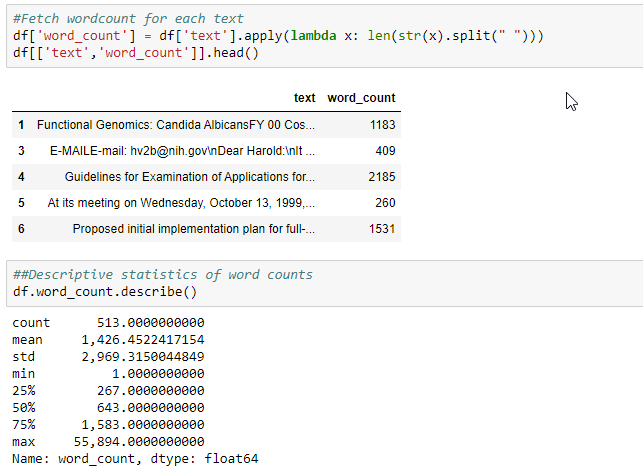 #Fetch wordcount for each text
df['word_count'] = df['text'].apply(lambda x: len(str(x).split(" ")))
df[['text','word_count']].head()
text word_count
1 Functional Genomics: Candida AlbicansFY 00 Cos... 1183
3 E-MAILE-mail: hv2b@nih.gov\nDear Harold:\nIt ... 409
4 Guidelines for Examination of Applications for... 2185
5 At its meeting on Wednesday, October 13, 1999,... 260
6 Proposed initial implementation plan for full-... 1531
##Descriptive statistics of word counts
df.word_count.describe()
count 513.0000000000
mean 1,426.4522417154
std 2,969.3150044849
min 1.0000000000
25% 267.0000000000
50% 643.0000000000
75% 1,583.0000000000
max 55,894.0000000000
Name: word_count, dtype: float64